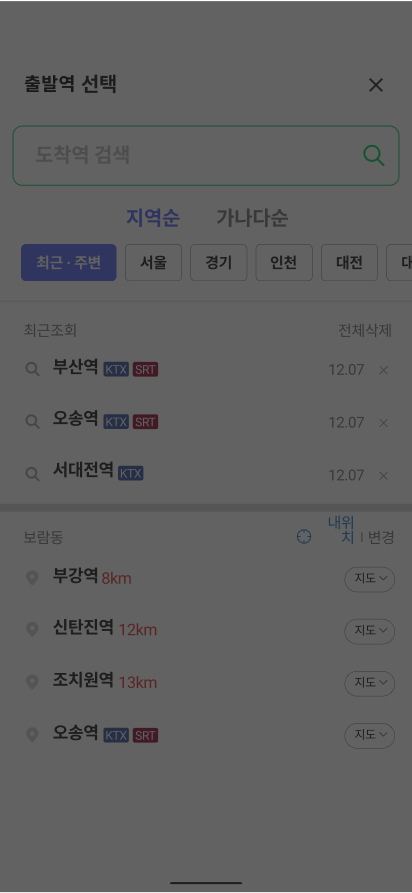 출발역 선택
도착역 검색
지역순 가나다순
최근 · 주변 서울 경기 인천 대전
최근조회 전체삭제
부산역 KTX SRT 12.07
오송역 KTX SRT 12.07
서대전역 KTX 12.07
보람동 내위치 | 변경
부강역 8km 지도
신탄진역 12km 지도
조치원역 13km 지도
오송역 KTX SRT 지도